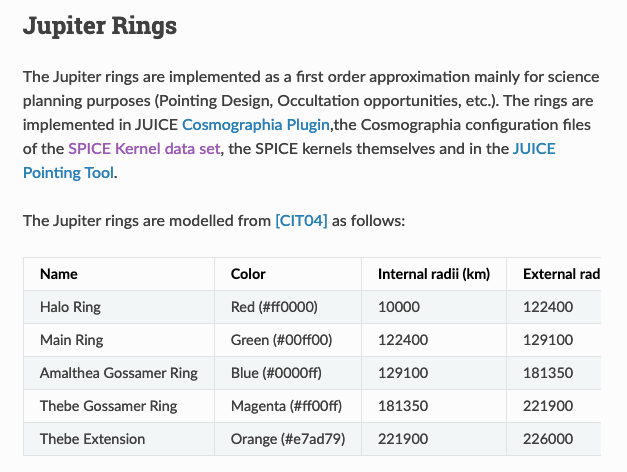 Jupiter Rings
The Jupiter rings are implemented as a first order approximation mainly for science
planning purposes (Pointing Design, Occultation opportunities, etc.). The rings are
implemented in JUICE Cosmographia Plugin,the Cosmographia configuration files
of the SPICE Kernel data set, the SPICE kernels themselves and in the JUICE
Pointing Tool.
The Jupiter rings are modelled from [CIT04] as follows:
Name Color Internal radii (km) External rad
Halo Ring Red (#ff0000) 10000 122400
Main Ring Green (#00ff00) 122400 129100
Amalthea Gossamer Ring Blue (#0000ff) 129100 181350
Thebe Gossamer Ring Magenta (#ff00ff) 181350 221900
Thebe Extension Orange (#e7ad79) 221900 226000